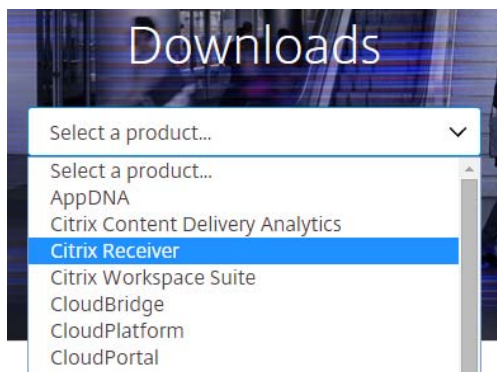 Downloads
Select a product...
Select a product...
AppDNA
Citrix Content Delivery Analytics
Citrix Receiver
Citrix Workspace Suite
CloudBridge
CloudPlatform
CloudPortal